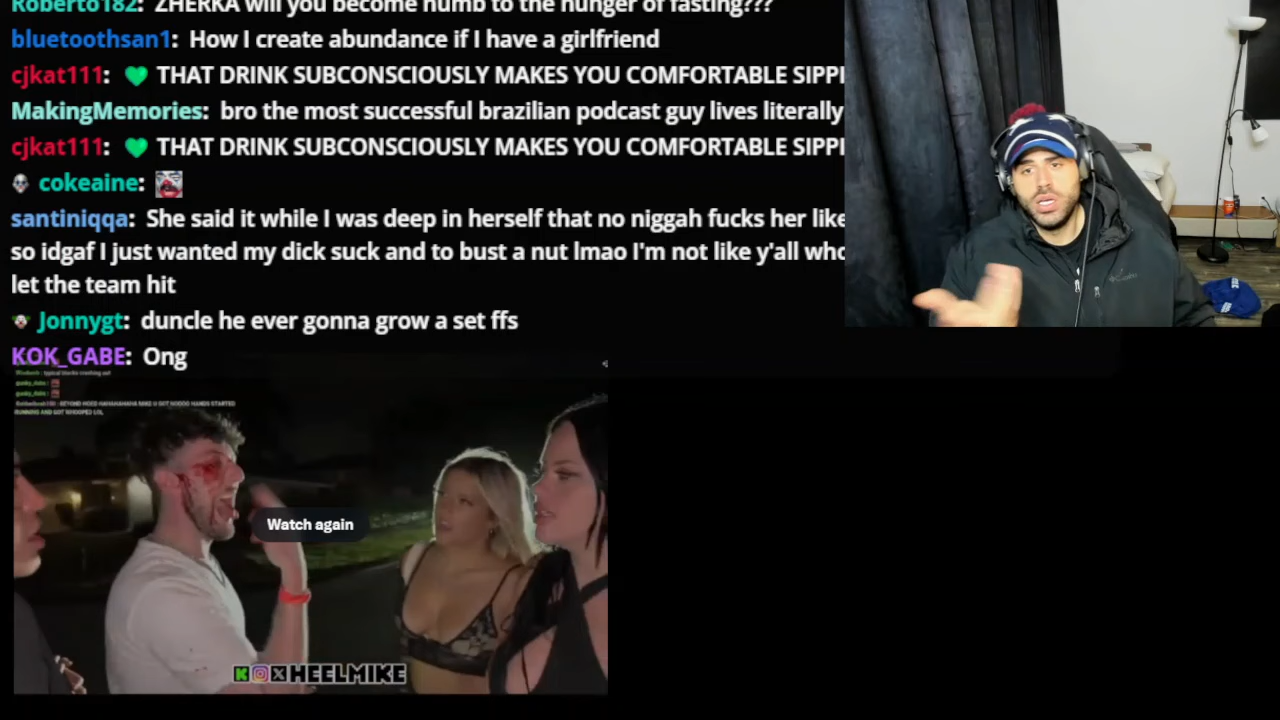 Roberto182: ZHERKA will you become numb to the hunger of fasting???
bluetoothsan1: How I create abundance if I have a girlfriend
cjkat111: 💚 THAT DRINK SUBCONSCIOUSLY MAKES YOU COMFORTABLE SIPPI
MakingMemories: bro the most successful brazilian podcast guy lives literally
cjkat111: 💚 THAT DRINK SUBCONSCIOUSLY MAKES YOU COMFORTABLE SIPPI
cokeaine:
santiniqqa: She said it while I was deep in herself that no niggah fucks her like
so idgaf I just wanted my dick suck and to bust a nut lmao I'm not like y'all who
let the team hit
Jonnygt: duncle he ever gonna grow a set ffs
KOK_GABE: Ong
Watch again
HEELMIKE